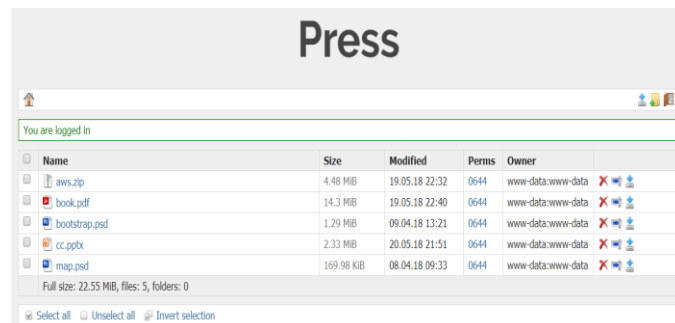 Press
You are logged in
Name Size Modified Perms Owner
aws.zip 4.48 MiB 19.05.18 22:32 0644 www-data:www-data
book.pdf 14.3 MiB 19.05.18 22:40 0644 www-data:www-data
bootstrap.psd 1.29 MiB 09.04.18 13:21 0644 www-data:www-data
cc.pptx 2.33 MiB 20.05.18 21:51 0644 www-data:www-data
map.psd 169.98 KiB 08.04.18 09:33 0644 www-data:www-data
Full size: 22.55 MiB, files: 5, folders: 0
Select all Unselect all Invert selection